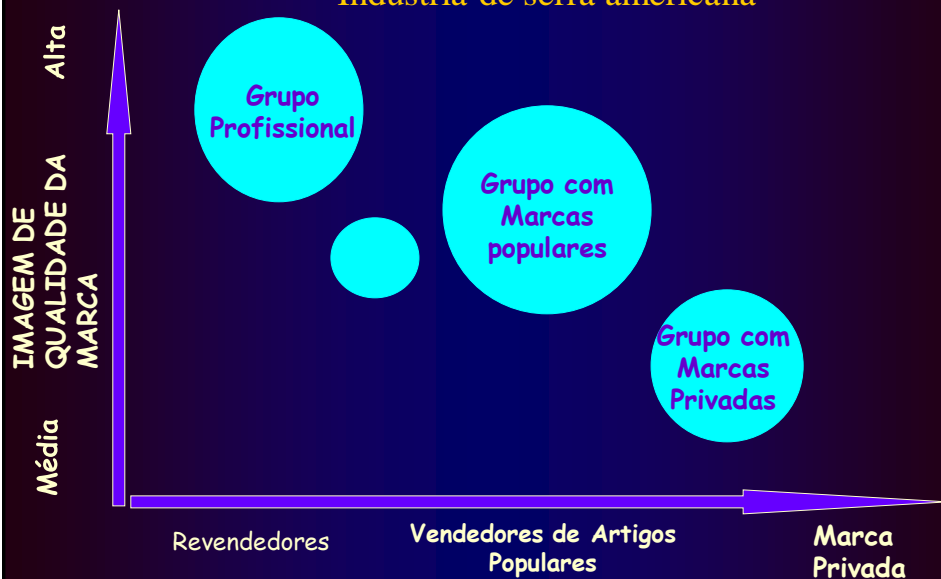 Indústria de serra americana
Alta
IMAGEM DE
QUALIDADE DA
MARCA
Média
Grupo
Profissional
Grupo com
Marcas
populares
Grupo com
Marcas
Privadas
Revendedores
Vendedores de Artigos
Populares
Marca
Privada